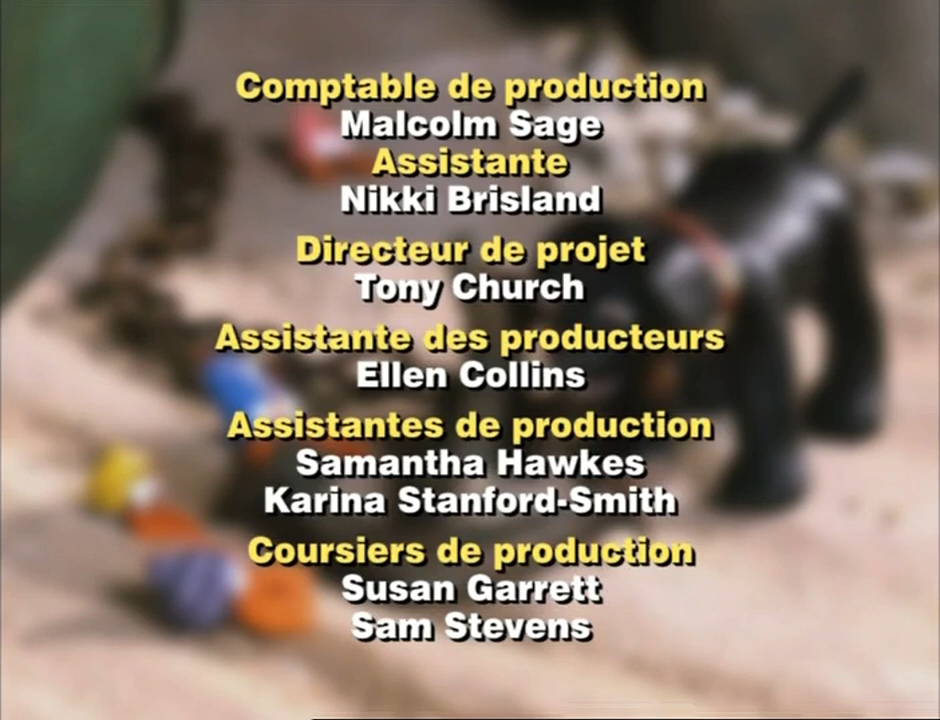 Comptable de production
Malcolm Sage
Assistante
Nikki Brisland
Directeur de projet
Tony Church
Assistante des producteurs
Ellen Collins
Assistantes de production
Samantha Hawkes
Karina Stanford-Smith
Coursiers de production
Susan Garrett
Sam Stevens